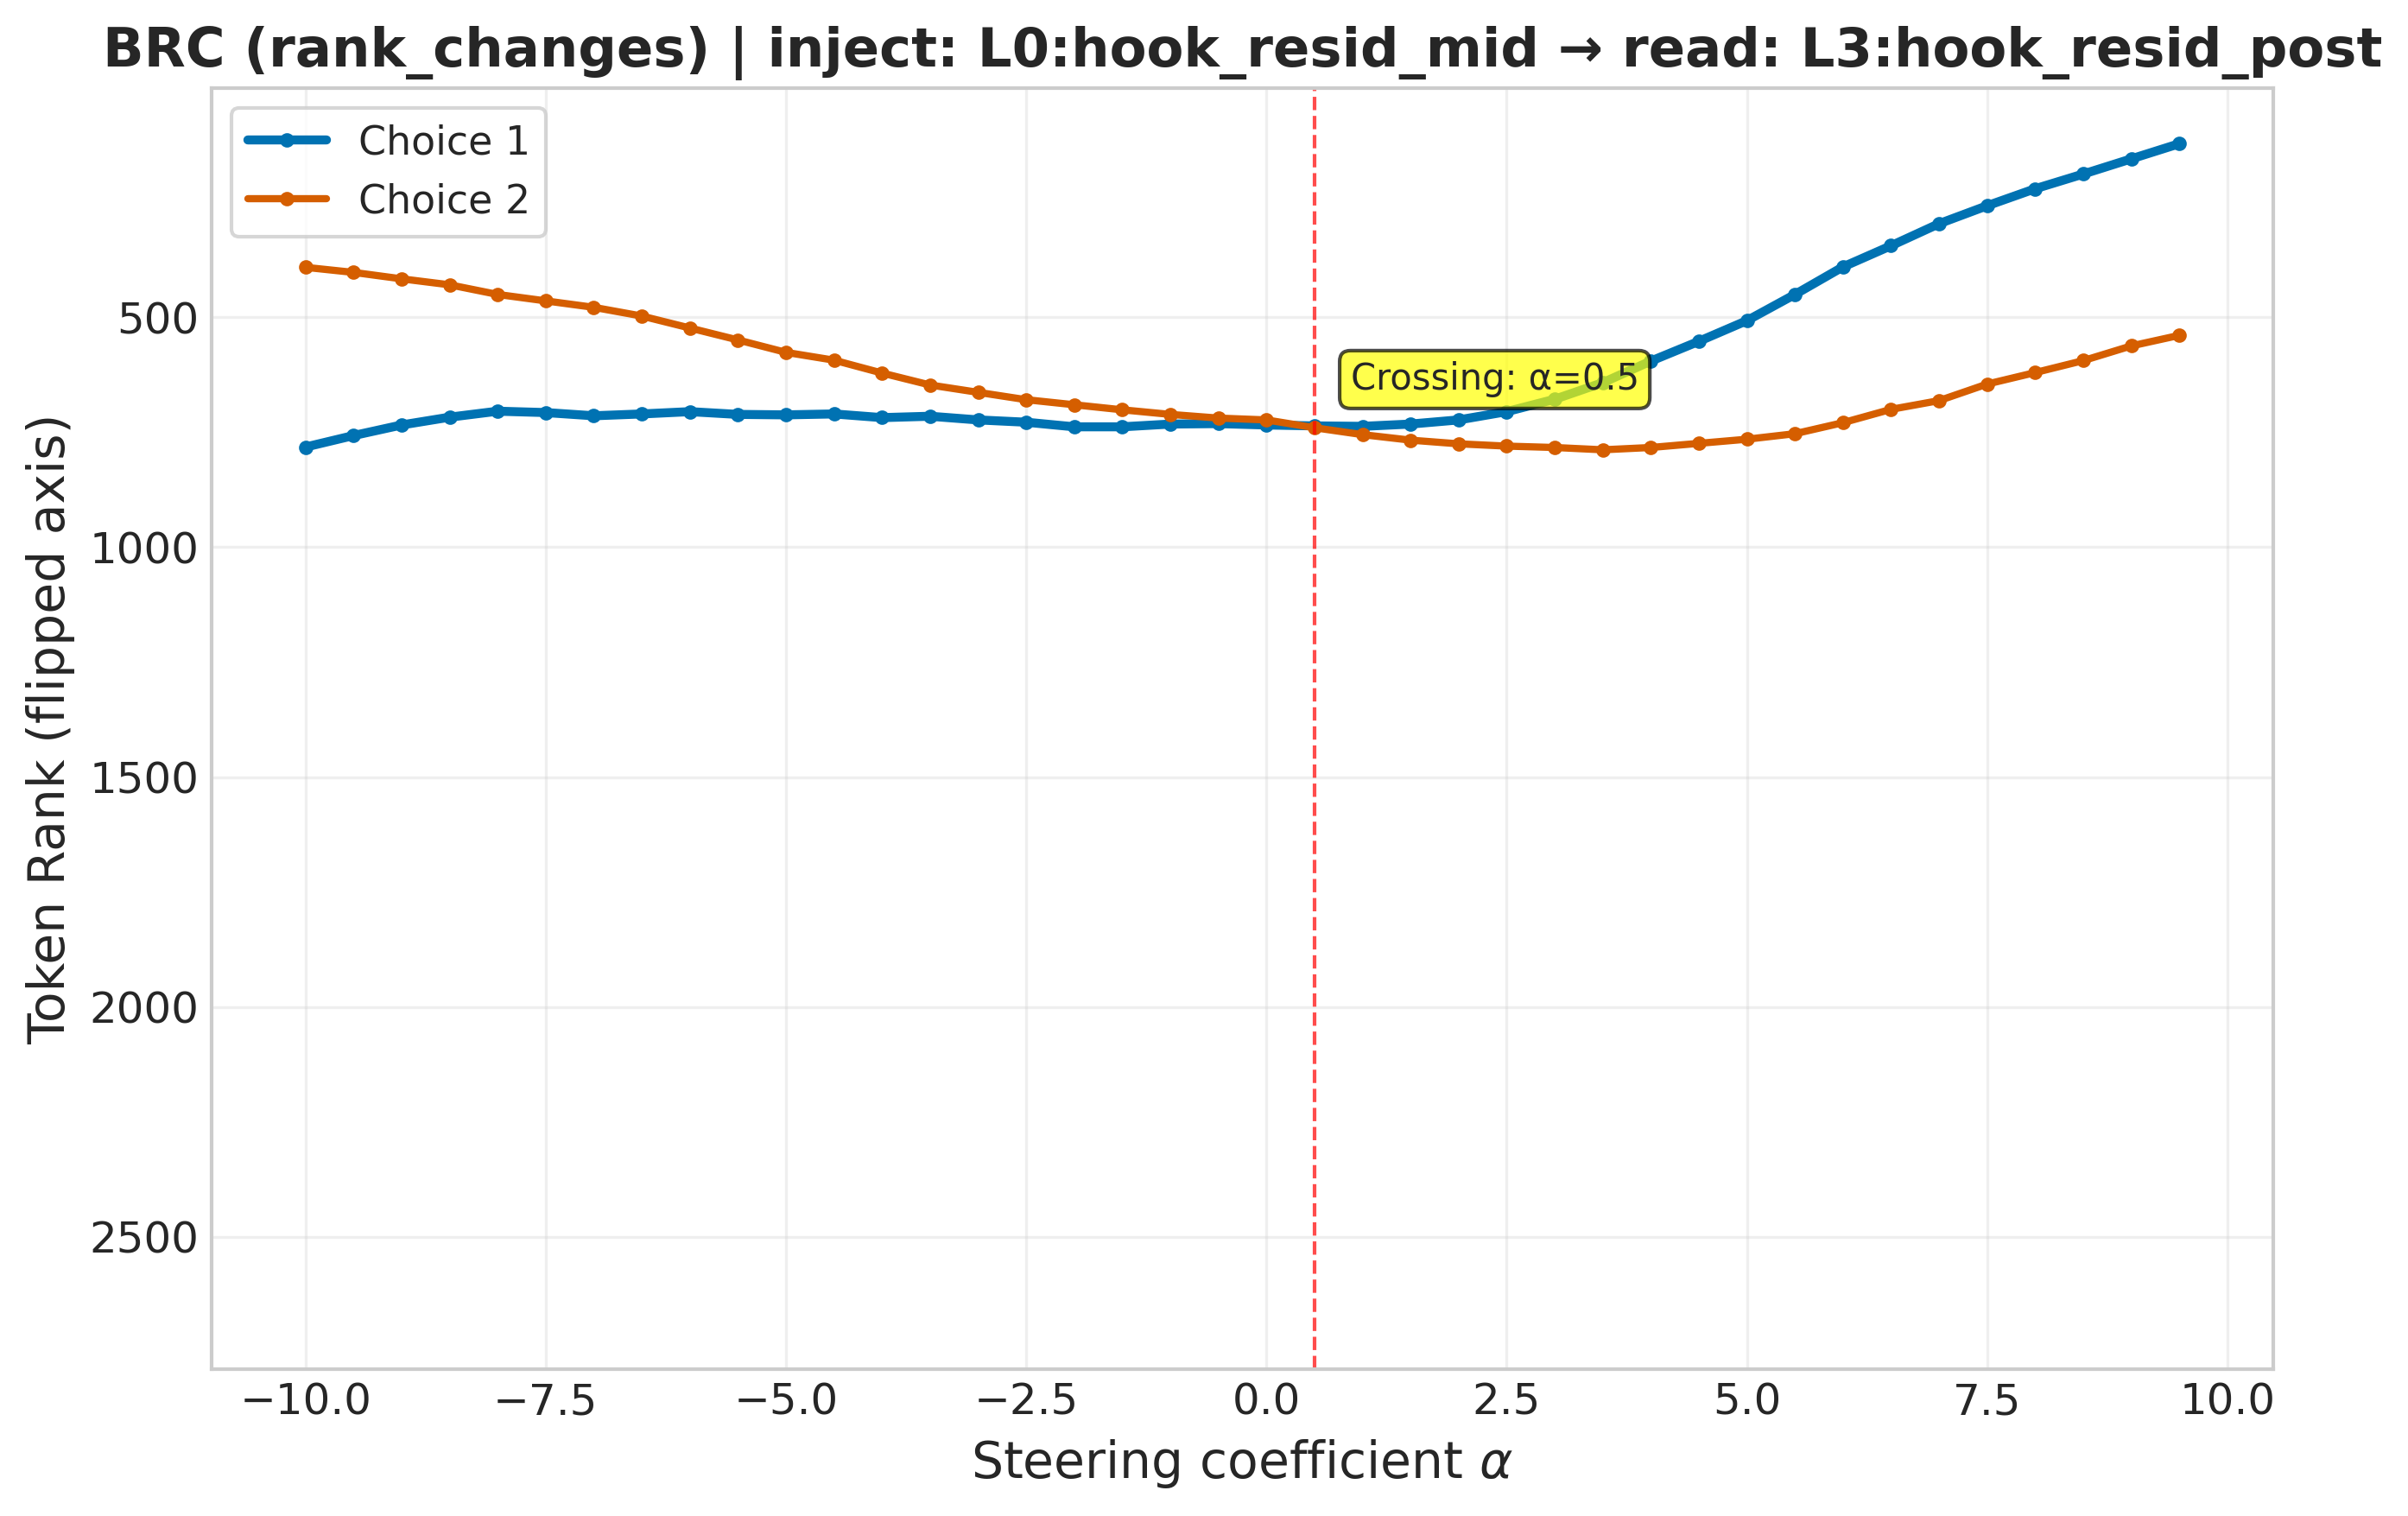 BRC (rank_changes) | inject: L0:hook_resid_mid → read: L3:hook_resid_post
Choice 1
Choice 2
Crossing: α=0.5
Token Rank (flipped axis)
500
1000
1500
2000
2500
−10.0
−7.5
−5.0
−2.5
0.0
2.5
5.0
7.5
10.0
Steering coefficient α